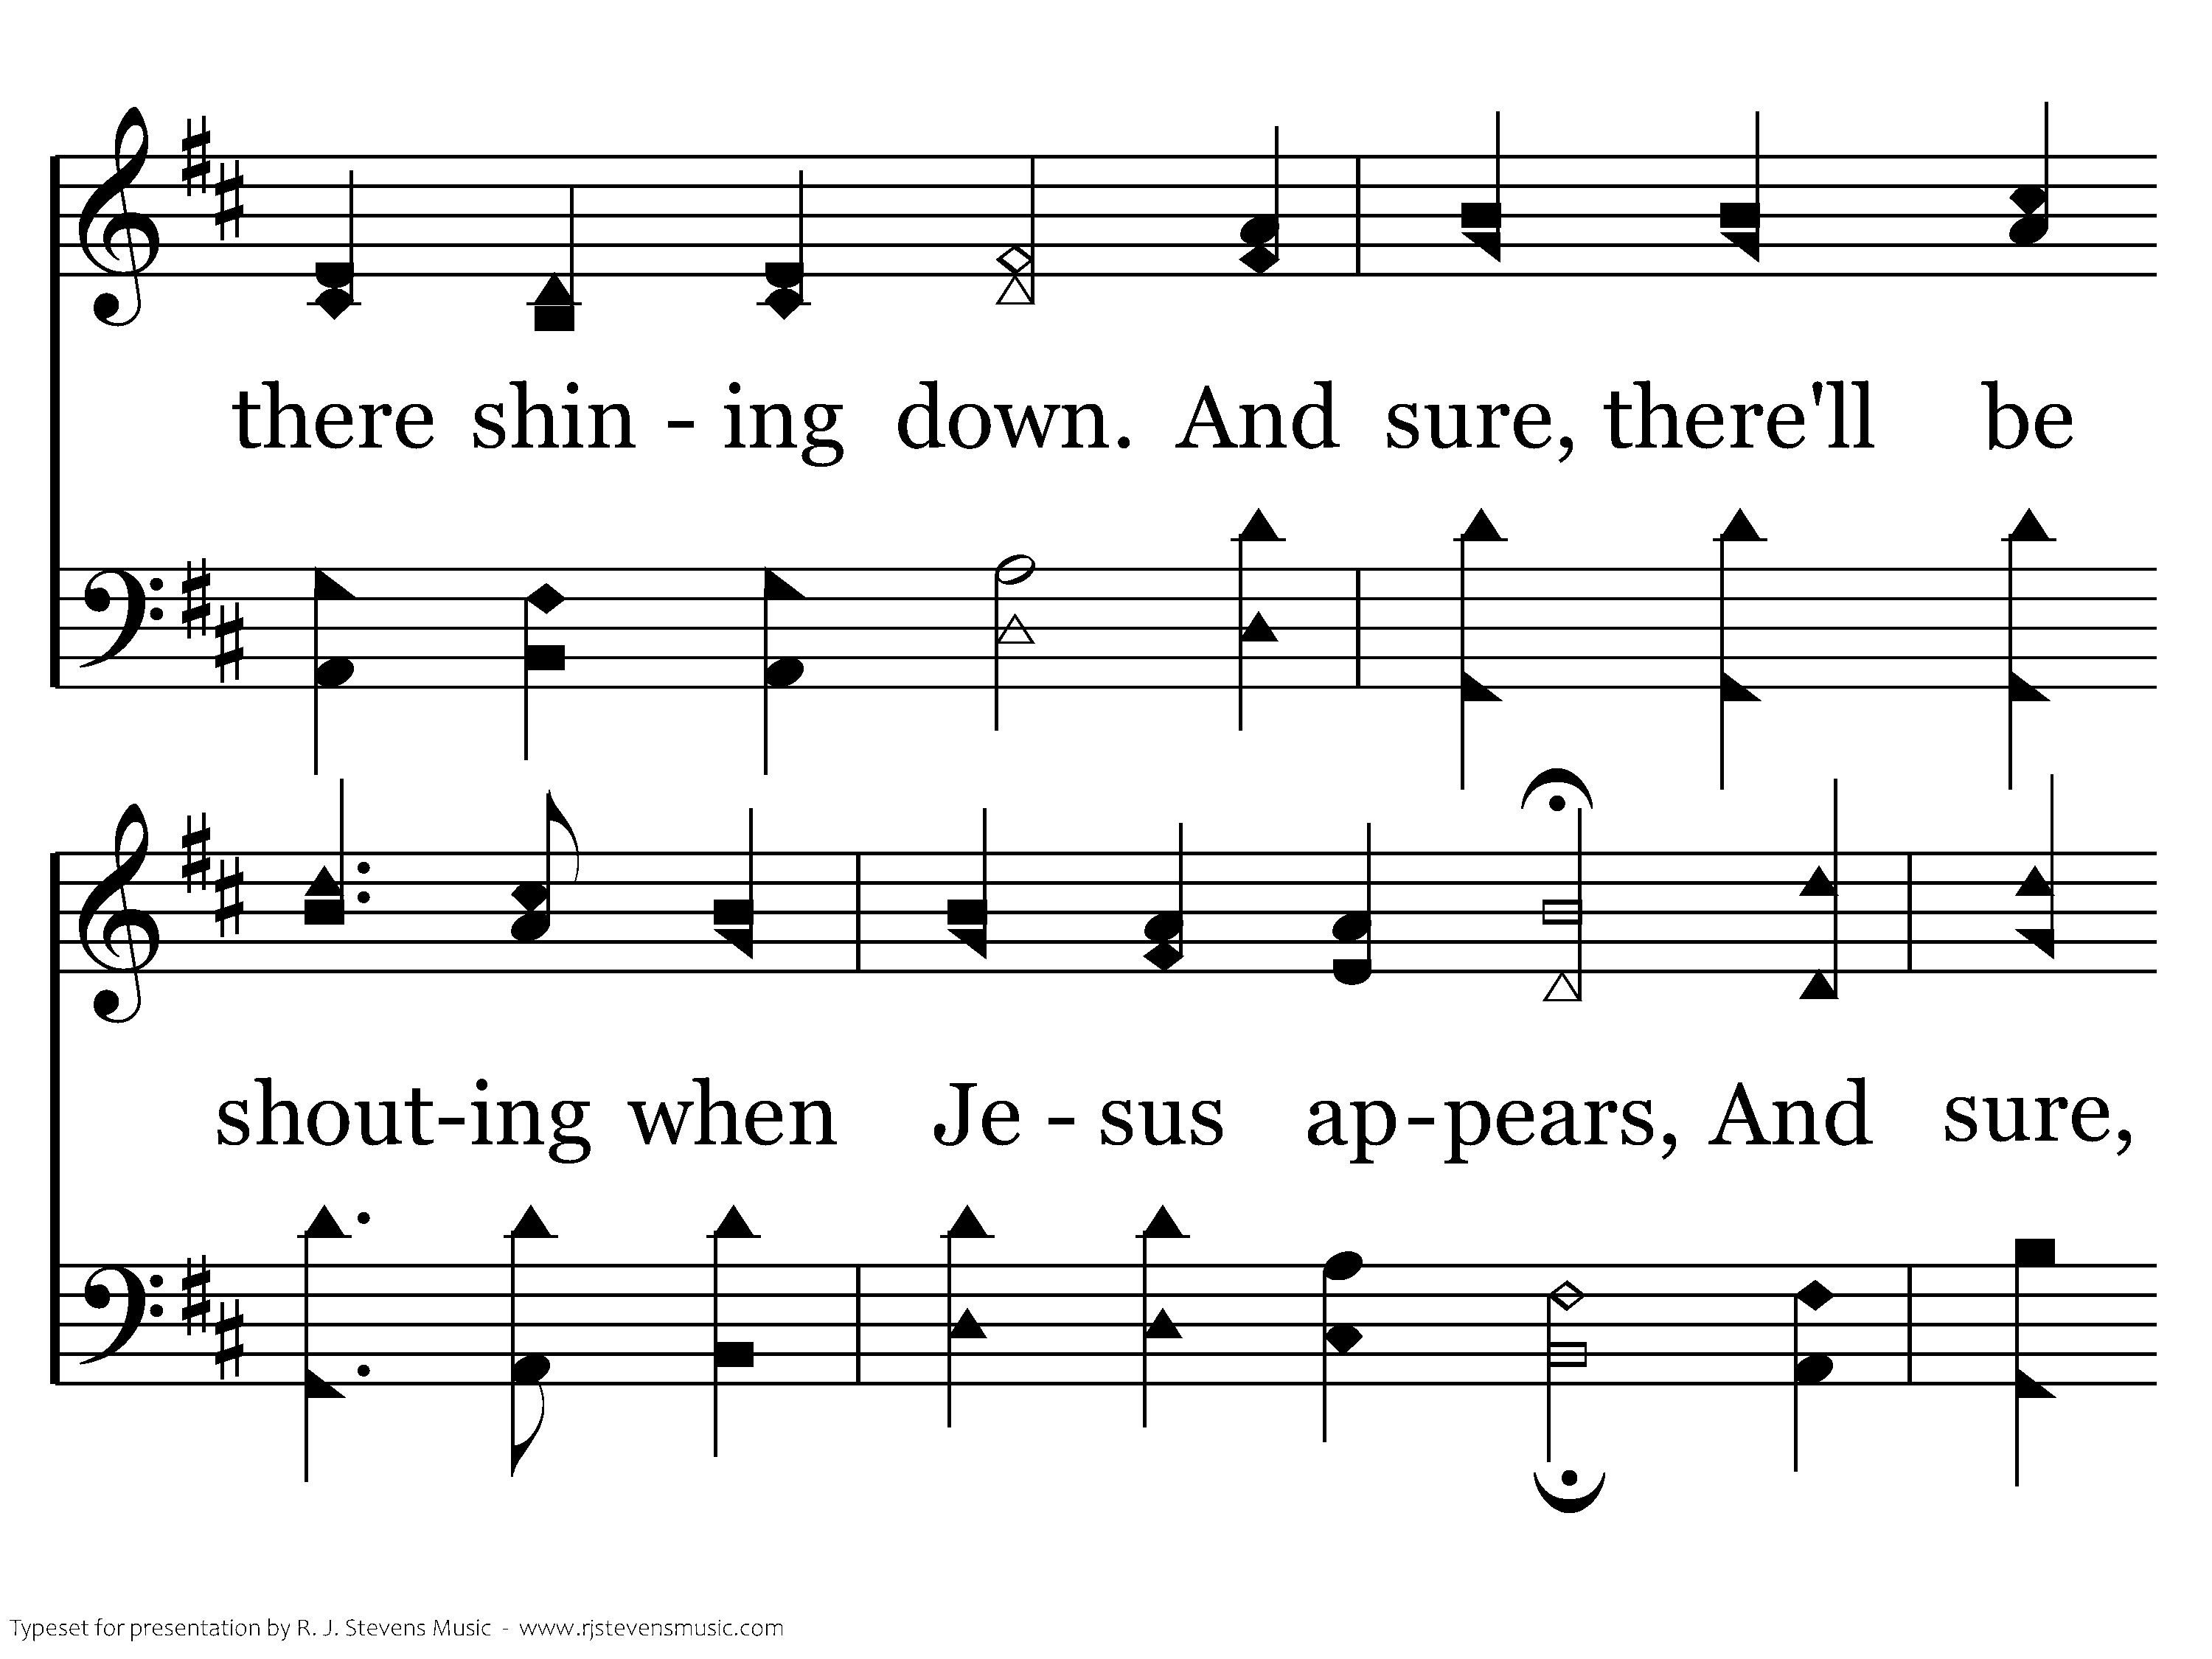 there shin - ing down. And sure, there'll be
shout-ing when Je - sus ap-pears, And sure,
Typeset for presentation by R. J. Stevens Music - www.rjstevensmusic.com